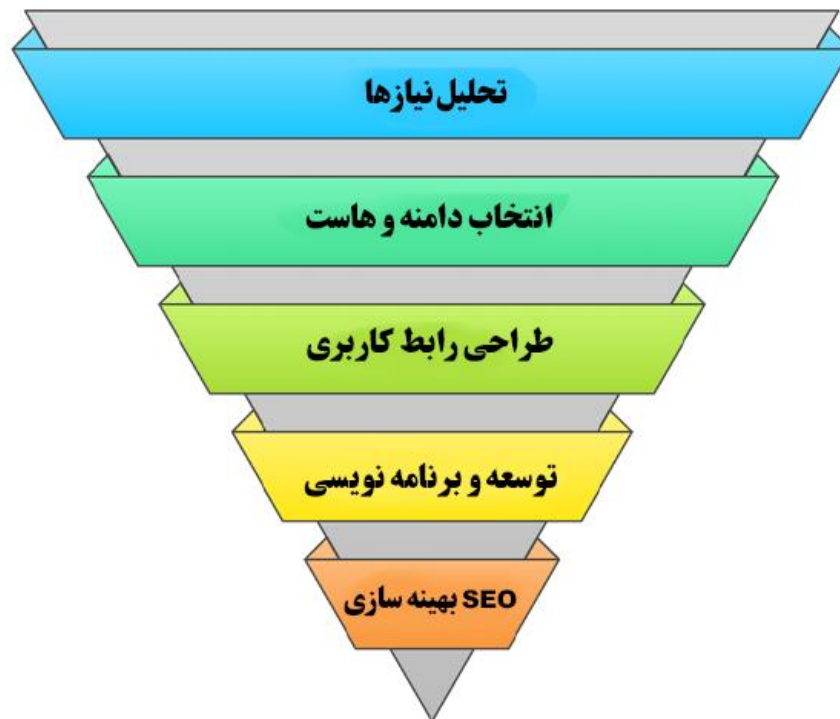 تحلیل نیازها
انتخاب دامنه و هاست
طراحی رابط کاربری
توسعه و برنامه نویسی
بهینه سازی SEO